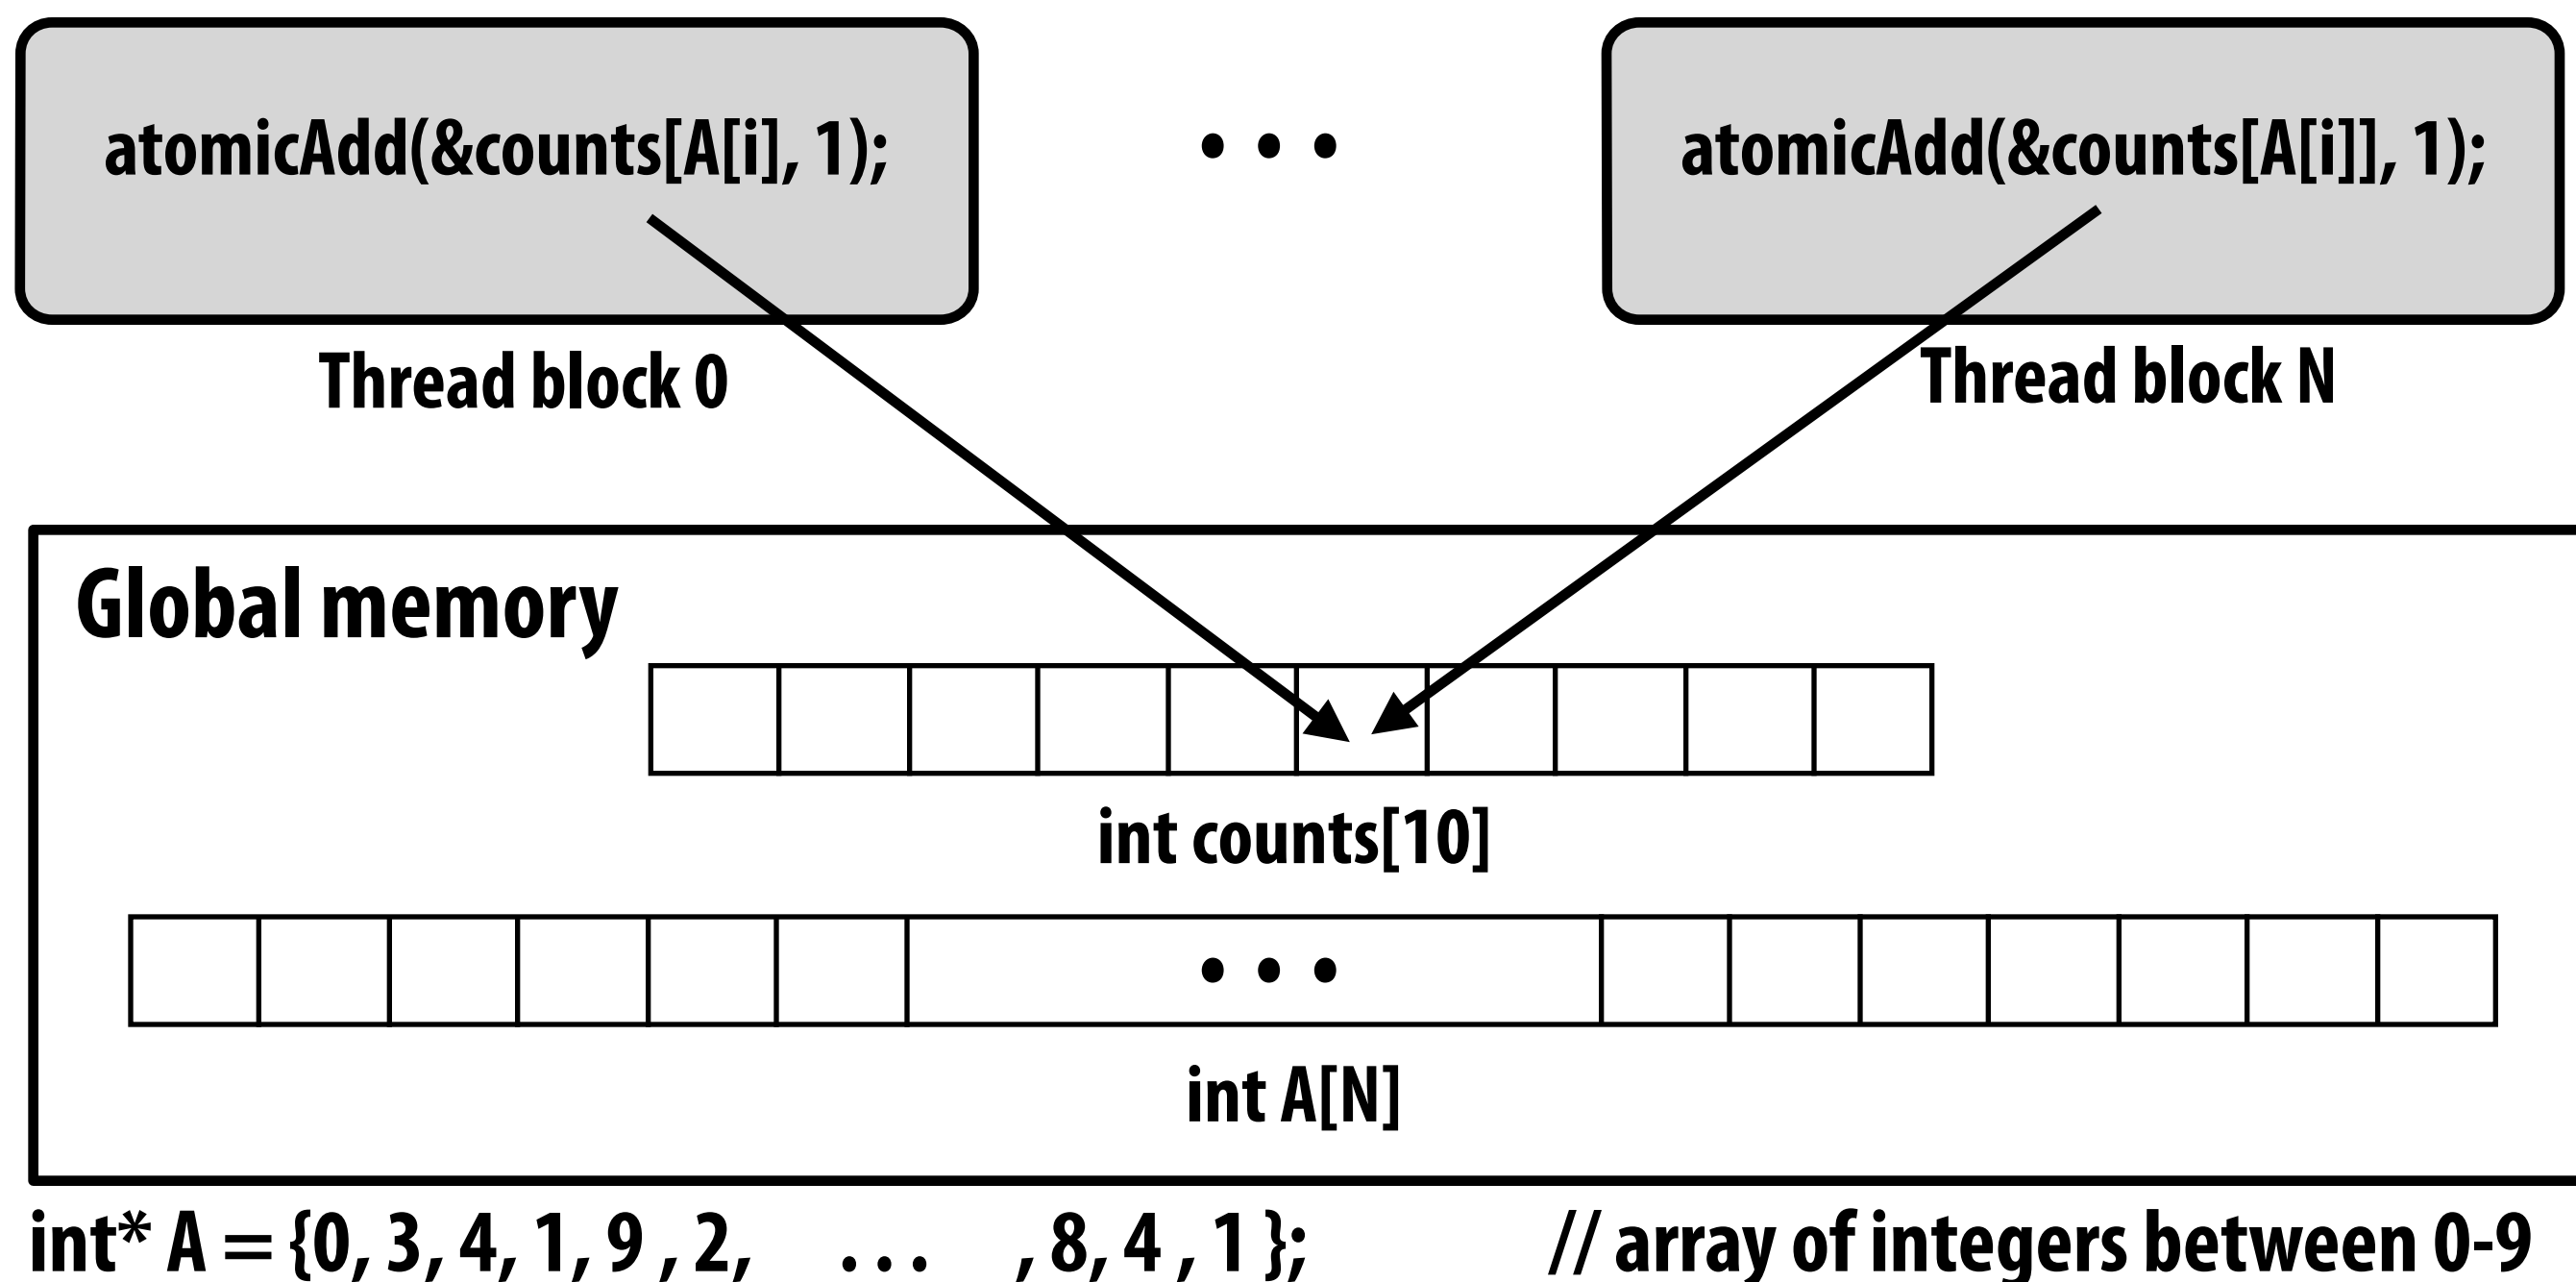 atomicAdd(&counts[A[i], 1);
• • •
atomicAdd(&counts[A[i]], 1);
Thread block 0
Thread block N
Global memory
int counts[10]
• • •
int A[N]
int* A = {0, 3, 4, 1, 9 , 2, . . . , 8, 4 , 1 }; // array of integers between 0-9